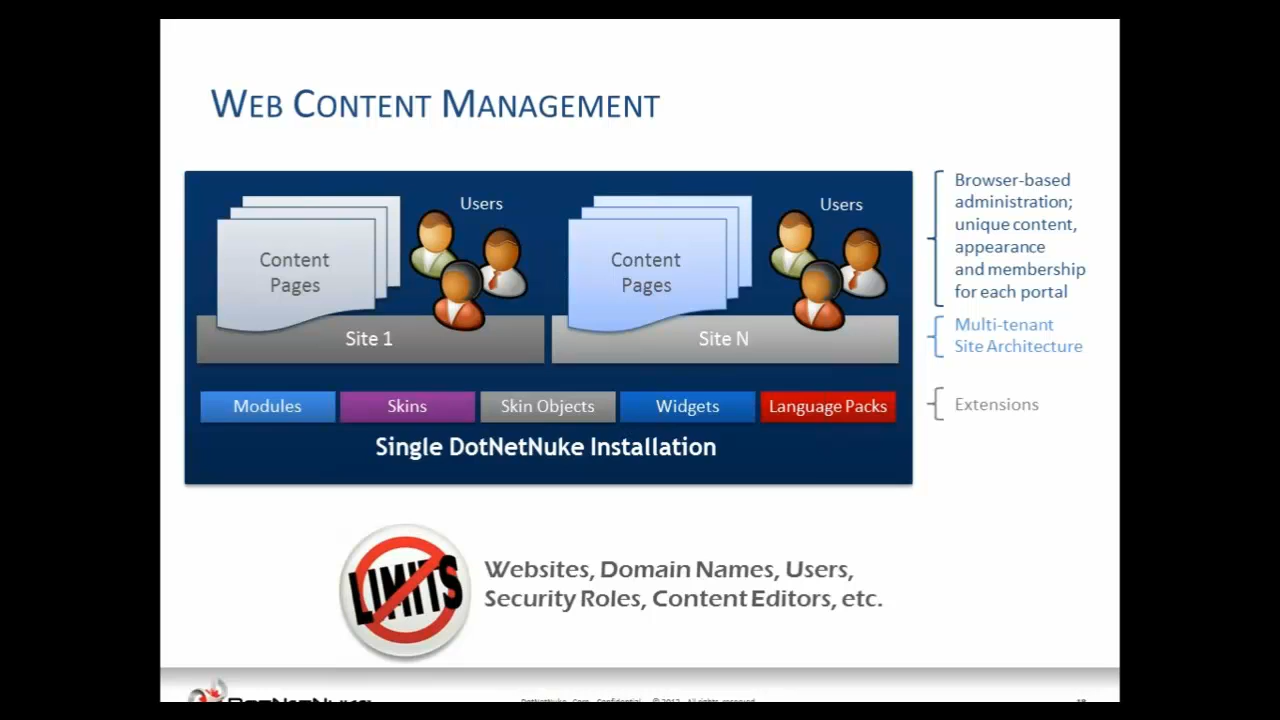 WEB CONTENT MANAGEMENT
Users
Content
Pages
Site 1
Users
Content
Pages
Site N
Browser-based
administration;
unique content,
appearance
and membership
for each portal
Multi-tenant
Site Architecture
Modules
Skins
Skin Objects
Widgets
Language Packs
Extensions
Single DotNetNuke Installation
LIMITS
Websites, Domain Names, Users,
Security Roles, Content Editors, etc.
DOTNETNUKE